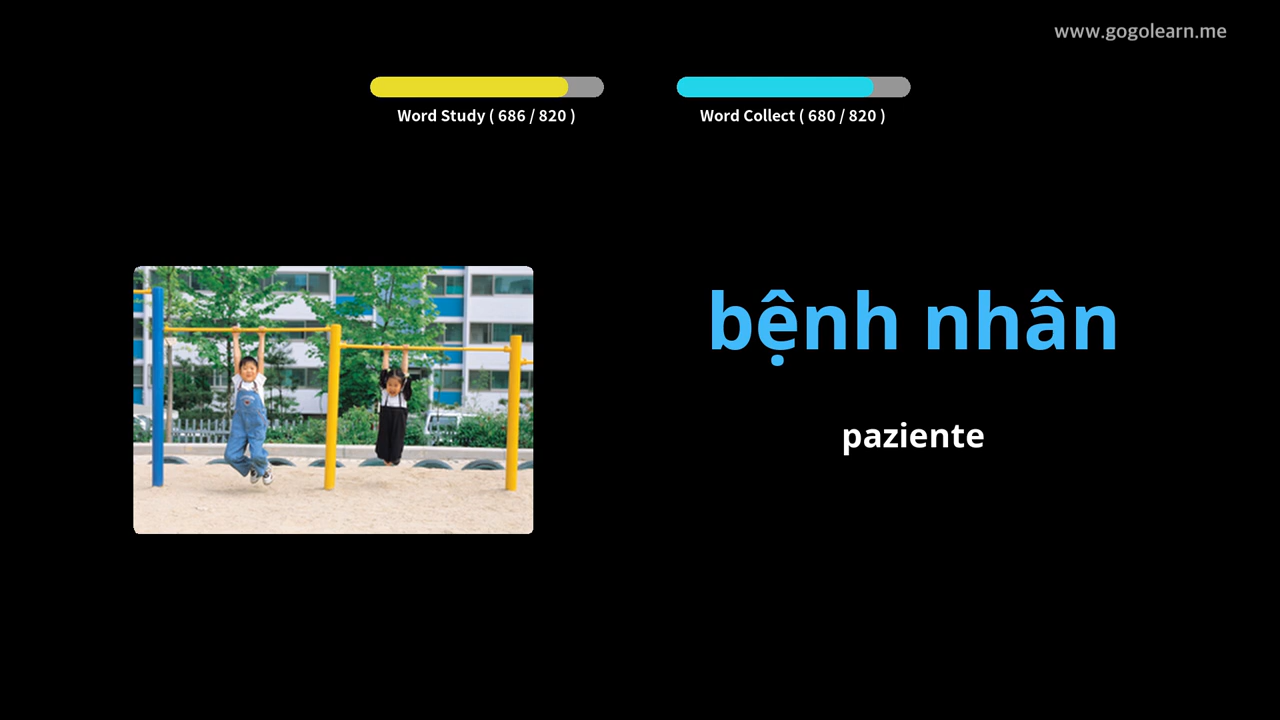 www.gogolearn.me
Word Study ( 686 / 820 )
Word Collect ( 680 / 820 )
bệnh nhân
paziente